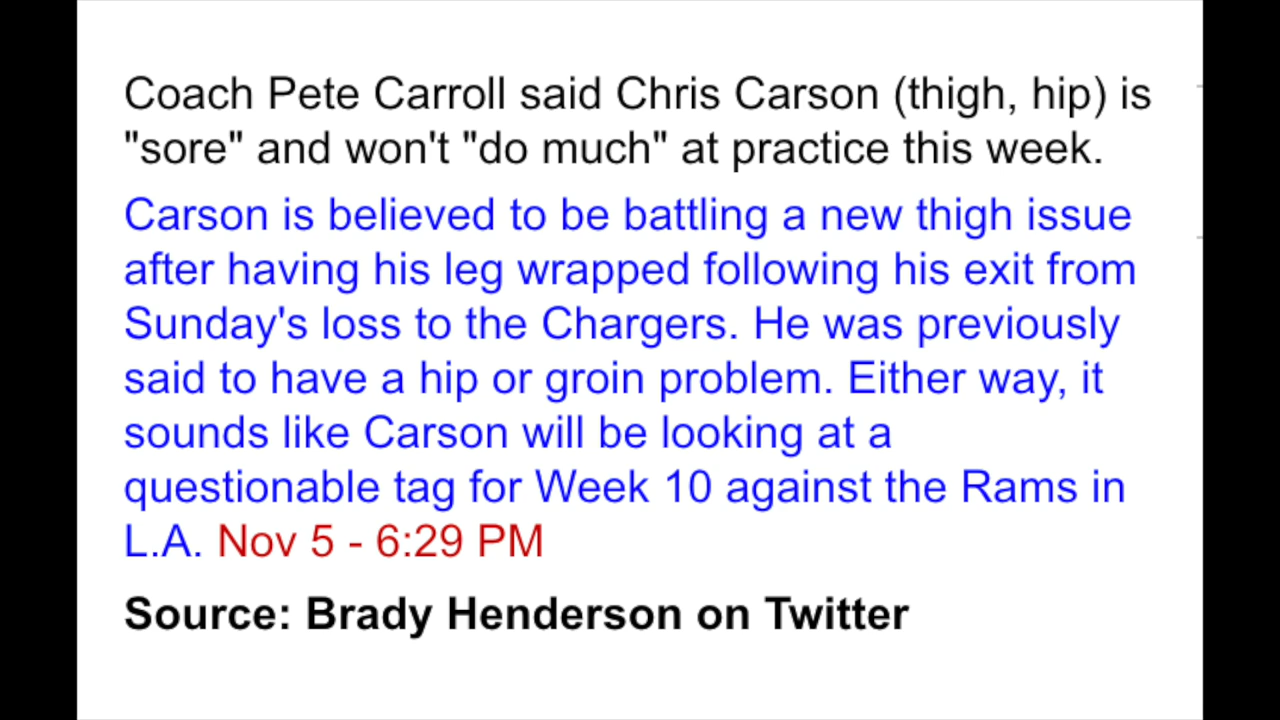 Coach Pete Carroll said Chris Carson (thigh, hip) is
"sore" and won't "do much" at practice this week.
Carson is believed to be battling a new thigh issue
after having his leg wrapped following his exit from
Sunday's loss to the Chargers. He was previously
said to have a hip or groin problem. Either way, it
sounds like Carson will be looking at a
questionable tag for Week 10 against the Rams in
L.A. Nov 5 - 6:29 PM
Source: Brady Henderson on Twitter